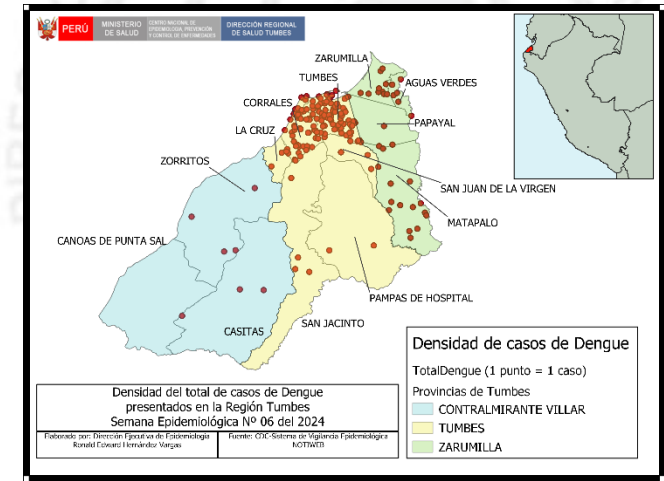 PERÚ
MINISTERIO
DE SALUD
CENTRO NACIONAL DE
EPIDEMIOLOGÍA, PREVENCIÓN
Y CONTROL DE ENFERMEDADES
DIRECCIÓN REGIONAL
DE SALUD TUMBES
ZARUMILLA
TUMBES
AGUAS VERDES
CORRALES
PAPAYAL
LA CRUZ
ZORRITOS
SAN JUAN DE LA VIRGEN
MATAPALO
CANOAS DE PUNTA SAL
PAMPAS DE HOSPITAL
SAN JACINTO
CASITAS
Densidad de casos de Dengue
TotalDengue (1 punto = 1 caso)
Provincias de Tumbes
CONTRALMIRANTE VILLAR
TUMBES
ZARUMILLA
Densidad del total de casos de Dengue
presentados en la Región Tumbes
Semana Epidemiológica Nº 06 del 2024
Elaborado por: Dirección Ejecutiva de Epidemiología
Ronald Edward Hernández Vargas
Fuente: CDC-Sistema de Vigilancia Epidemiológica
NOTIWEB